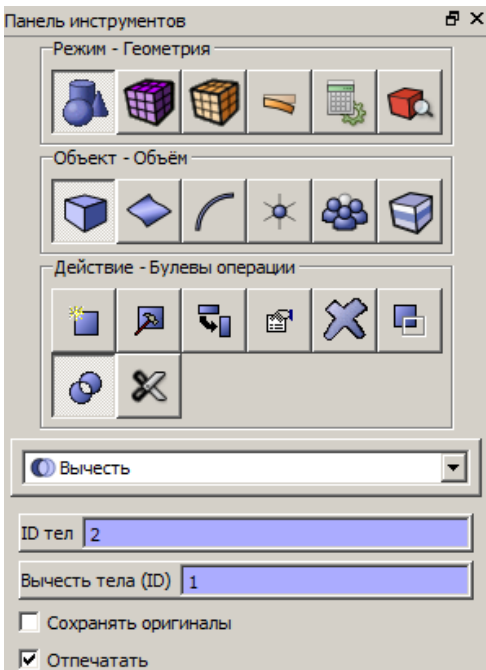 Панель инструментов
Режим - Геометрия
Объект - Объём
Действие - Булевы операции
Вычесть
ID тел 2
Вычесть тела (ID) 1
Сохранять оригиналы
Отпечатать